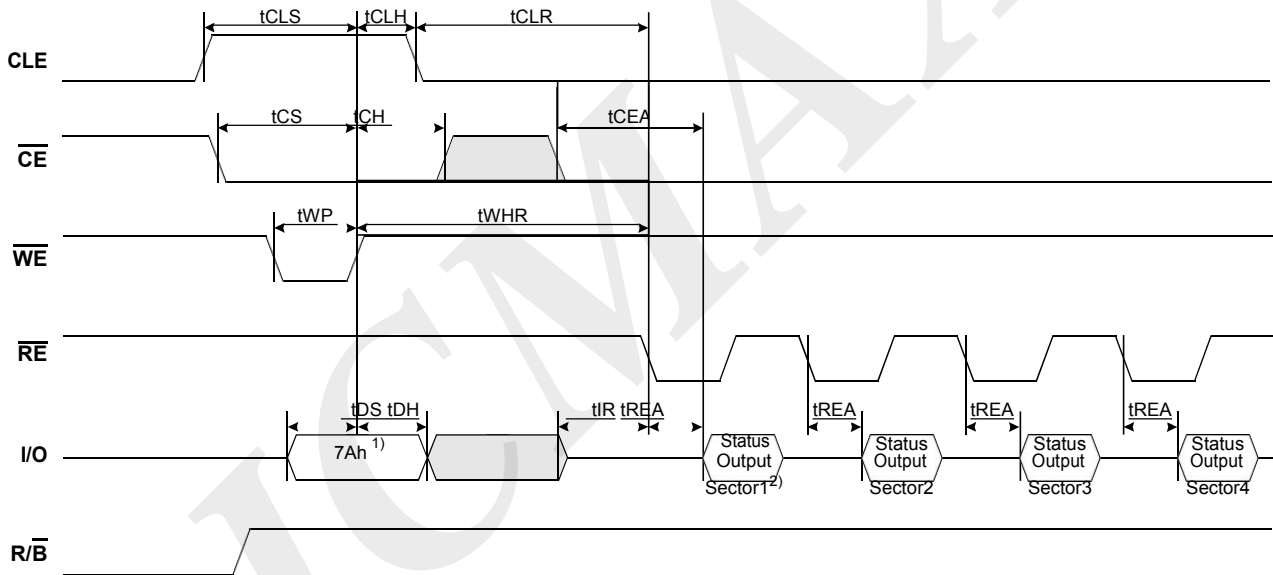 tCLS tCLH tCLR
CLE
tCS tCH tCEA
CE
tWP tWHR
WE
RE
tDS tDH tIR tREA tREA tREA tREA
I/O 7Ah 1) Status Status Status Status
Output Output Output Output
Sector1 2) Sector2 Sector3 Sector4
R/B